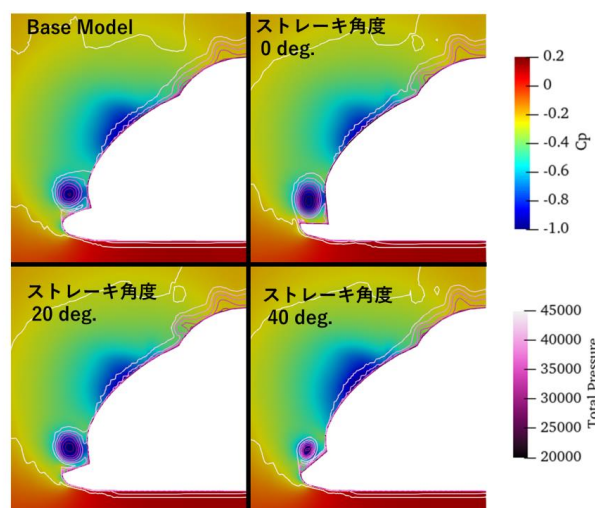 Base Model
ストレーキ角度
0 deg.
ストレーキ角度
20 deg.
ストレーキ角度
40 deg.
0.2
0
-0.2
-0.4
-0.6
-0.8
-1.0
Cp
45000
40000
35000
30000
25000
20000
Total Pressure